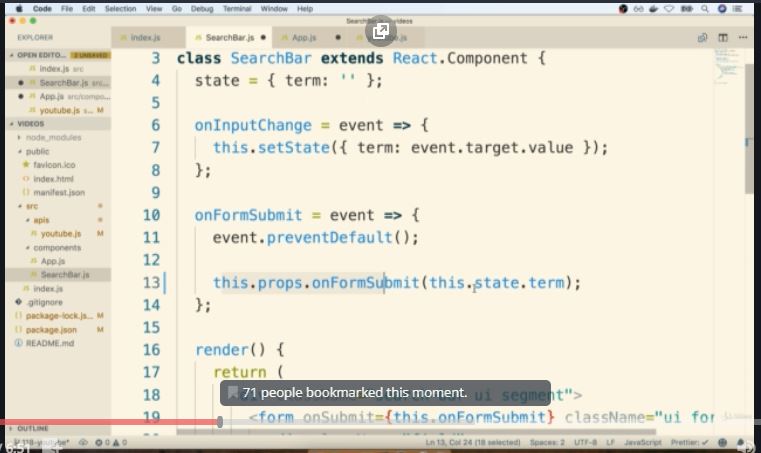 Code File Edit Selection View Go Debug Terminal Window Help
SearchBar.js videos
EXPLORER
index.js SearchBar.js App.js
OPEN EDITO... 2 UNSAVED
index.js src
SearchBar.js src...
App.js src/compo...
youtube.js s... M
VIDEOS
node_modules
public
favicon.ico
index.html
manifest.json
src
apis
youtube.js M
components
App.js
SearchBar.js
index.js
.gitignore
package-lock.js... M
package.json M
README.md
OUTLINE
3 class SearchBar extends React.Component {
4 state = { term: '' };
5
6 onInputChange = event => {
7 this.setState({ term: event.target.value });
8 };
9
10 onFormSubmit = event => {
11 event.preventDefault();
12
13 this.props.onFormSubmit(this.state.term);
14 };
15
16 render() {
17 return (
18 ui segment">
71 people bookmarked this moment.
19 <form onSubmit={this.onFormSubmit} className="ui for
118-youtube* 0 0
Ln 13, Col 24 (18 selected) Spaces: 2 UTF-8 LF JavaScript Prettier: ✓